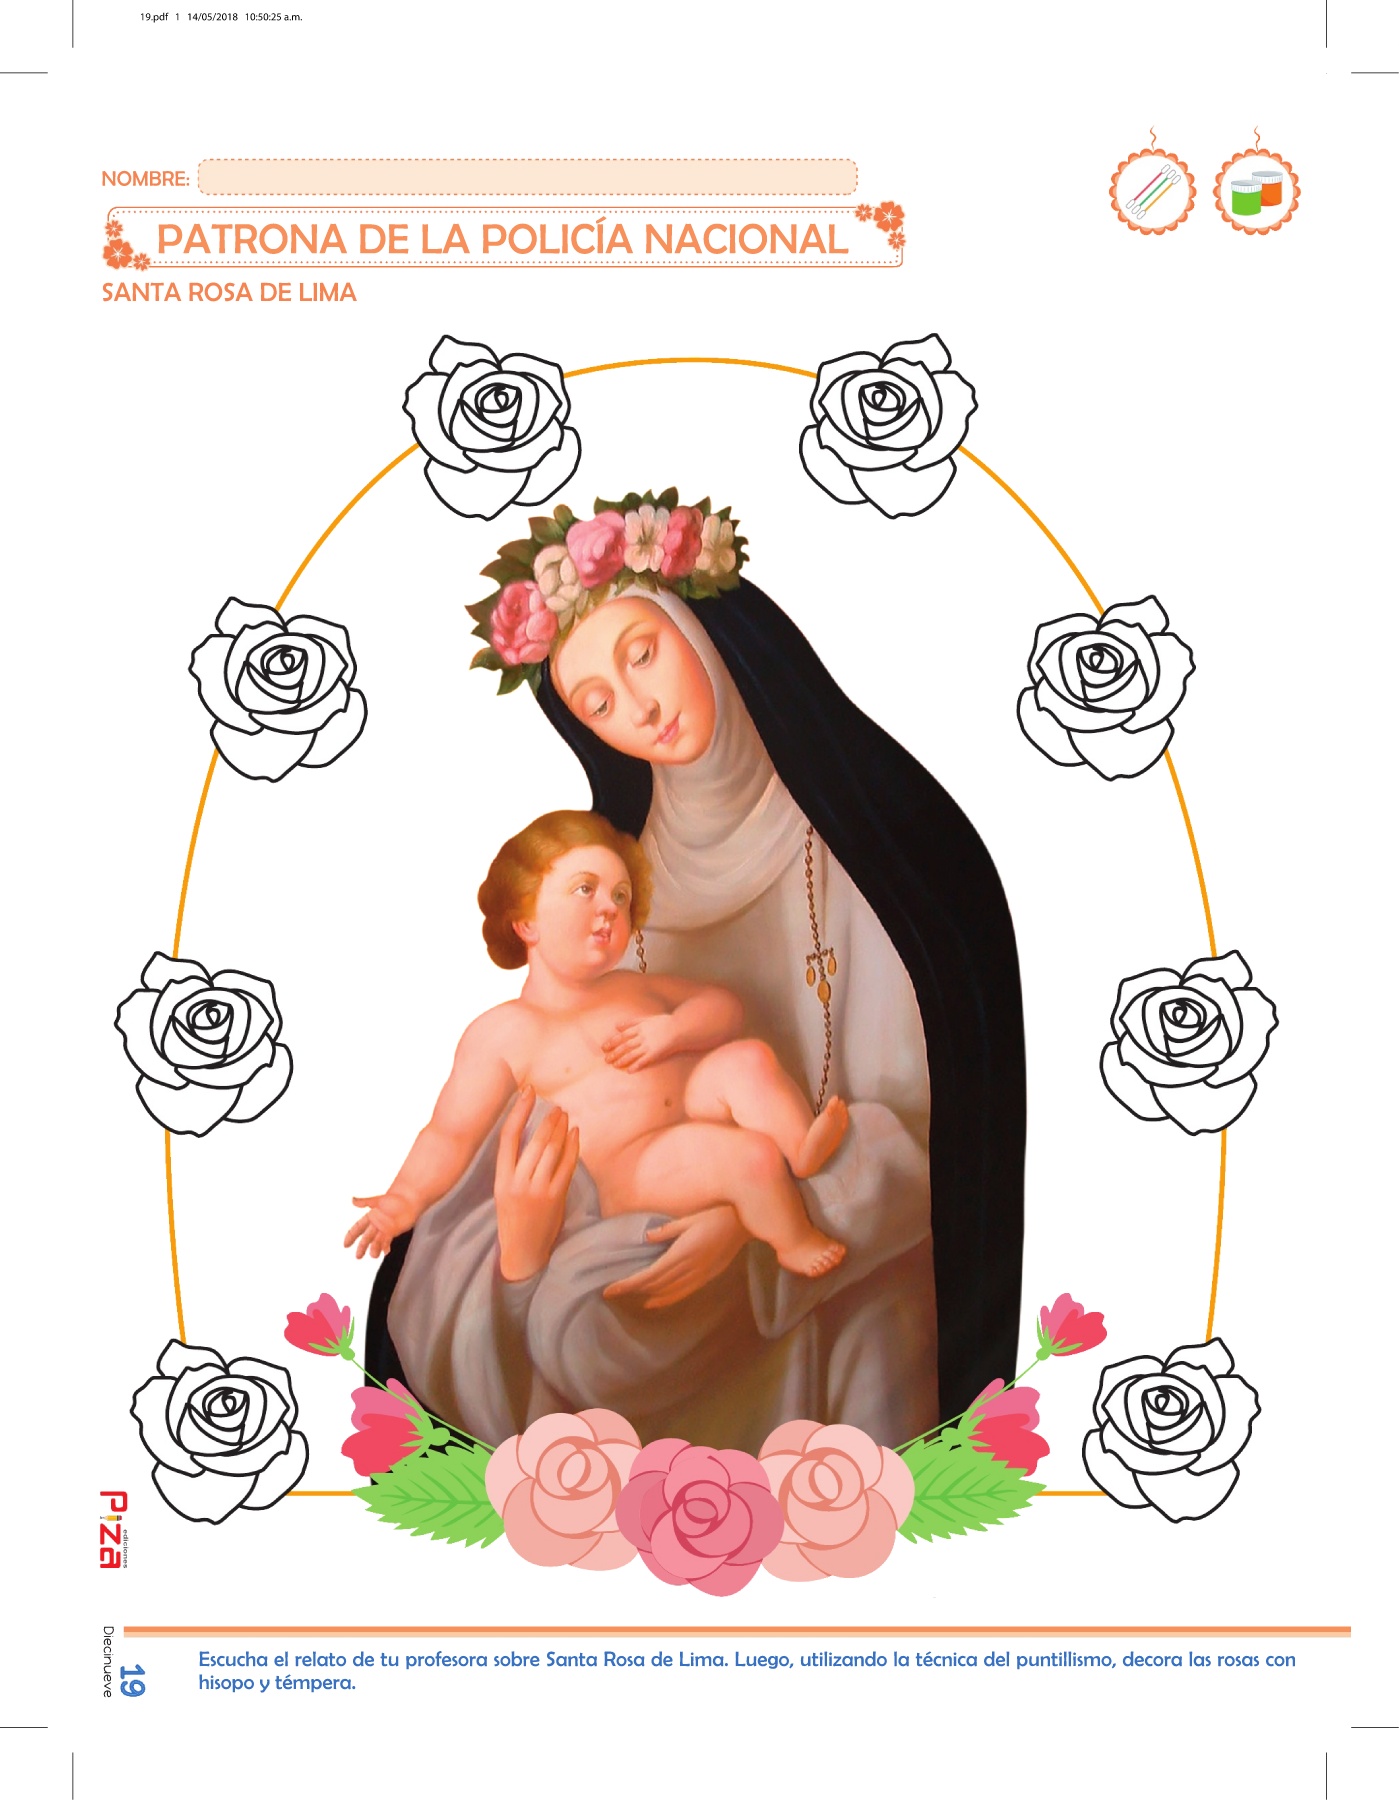 19.pdf 1 14/05/2018 10:50:25 a.m.
NOMBRE:
PATRONA DE LA POLICÍA NACIONAL
SANTA ROSA DE LIMA
Piza
ediciones
Diecinueve
19
Escucha el relato de tu profesora sobre Santa Rosa de Lima. Luego, utilizando la técnica del puntillismo, decora las rosas con
hisopo y témpera.